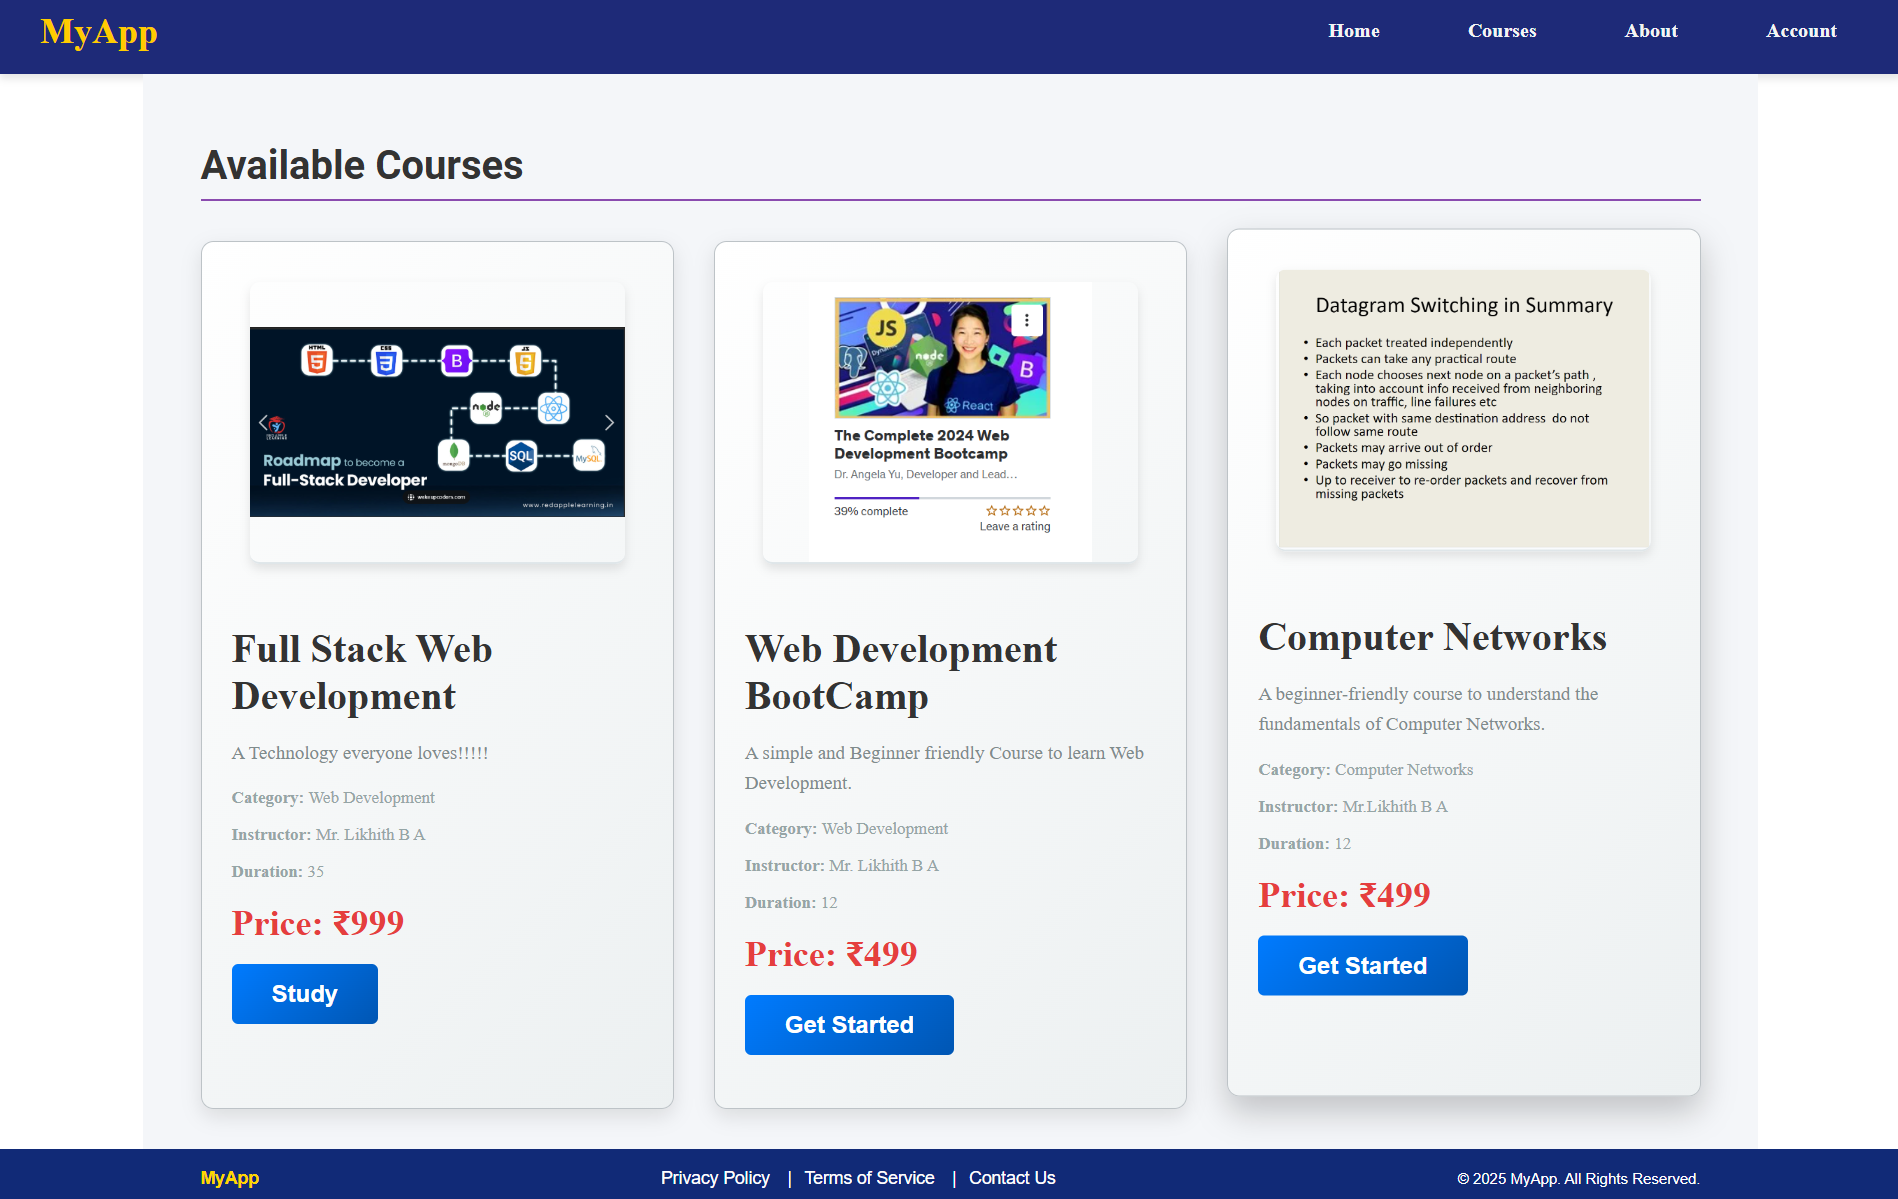 MyApp
Home Courses About Account
Available Courses
HTML CSS B JS
node
mongoDB SQL MySQL
Roadmap to become a
Full-Stack Developer
wakeupcoders.com
www.redapplelearning.in
Full Stack Web
Development
A Technology everyone loves!!!!!
Category: Web Development
Instructor: Mr. Likhith B A
Duration: 35
Price: ₹999
Study
JS
node
B
React
The Complete 2024 Web
Development Bootcamp
Dr. Angela Yu, Developer and Lead...
39% complete
Leave a rating
Web Development
BootCamp
A simple and Beginner friendly Course to learn Web
Development.
Category: Web Development
Instructor: Mr. Likhith B A
Duration: 12
Price: ₹499
Get Started
Datagram Switching in Summary
• Each packet treated independently
• Packets can take any practical route
• Each node chooses next node on a packet's path ,
taking into account info received from neighboring
nodes on traffic, line failures etc
• So packet with same destination address do not
follow same route
• Packets may arrive out of order
• Packets may go missing
• Up to receiver to re-order packets and recover from
missing packets
Computer Networks
A beginner-friendly course to understand the
fundamentals of Computer Networks.
Category: Computer Networks
Instructor: Mr.Likhith B A
Duration: 12
Price: ₹499
Get Started
MyApp
Privacy Policy | Terms of Service | Contact Us
© 2025 MyApp. All Rights Reserved.